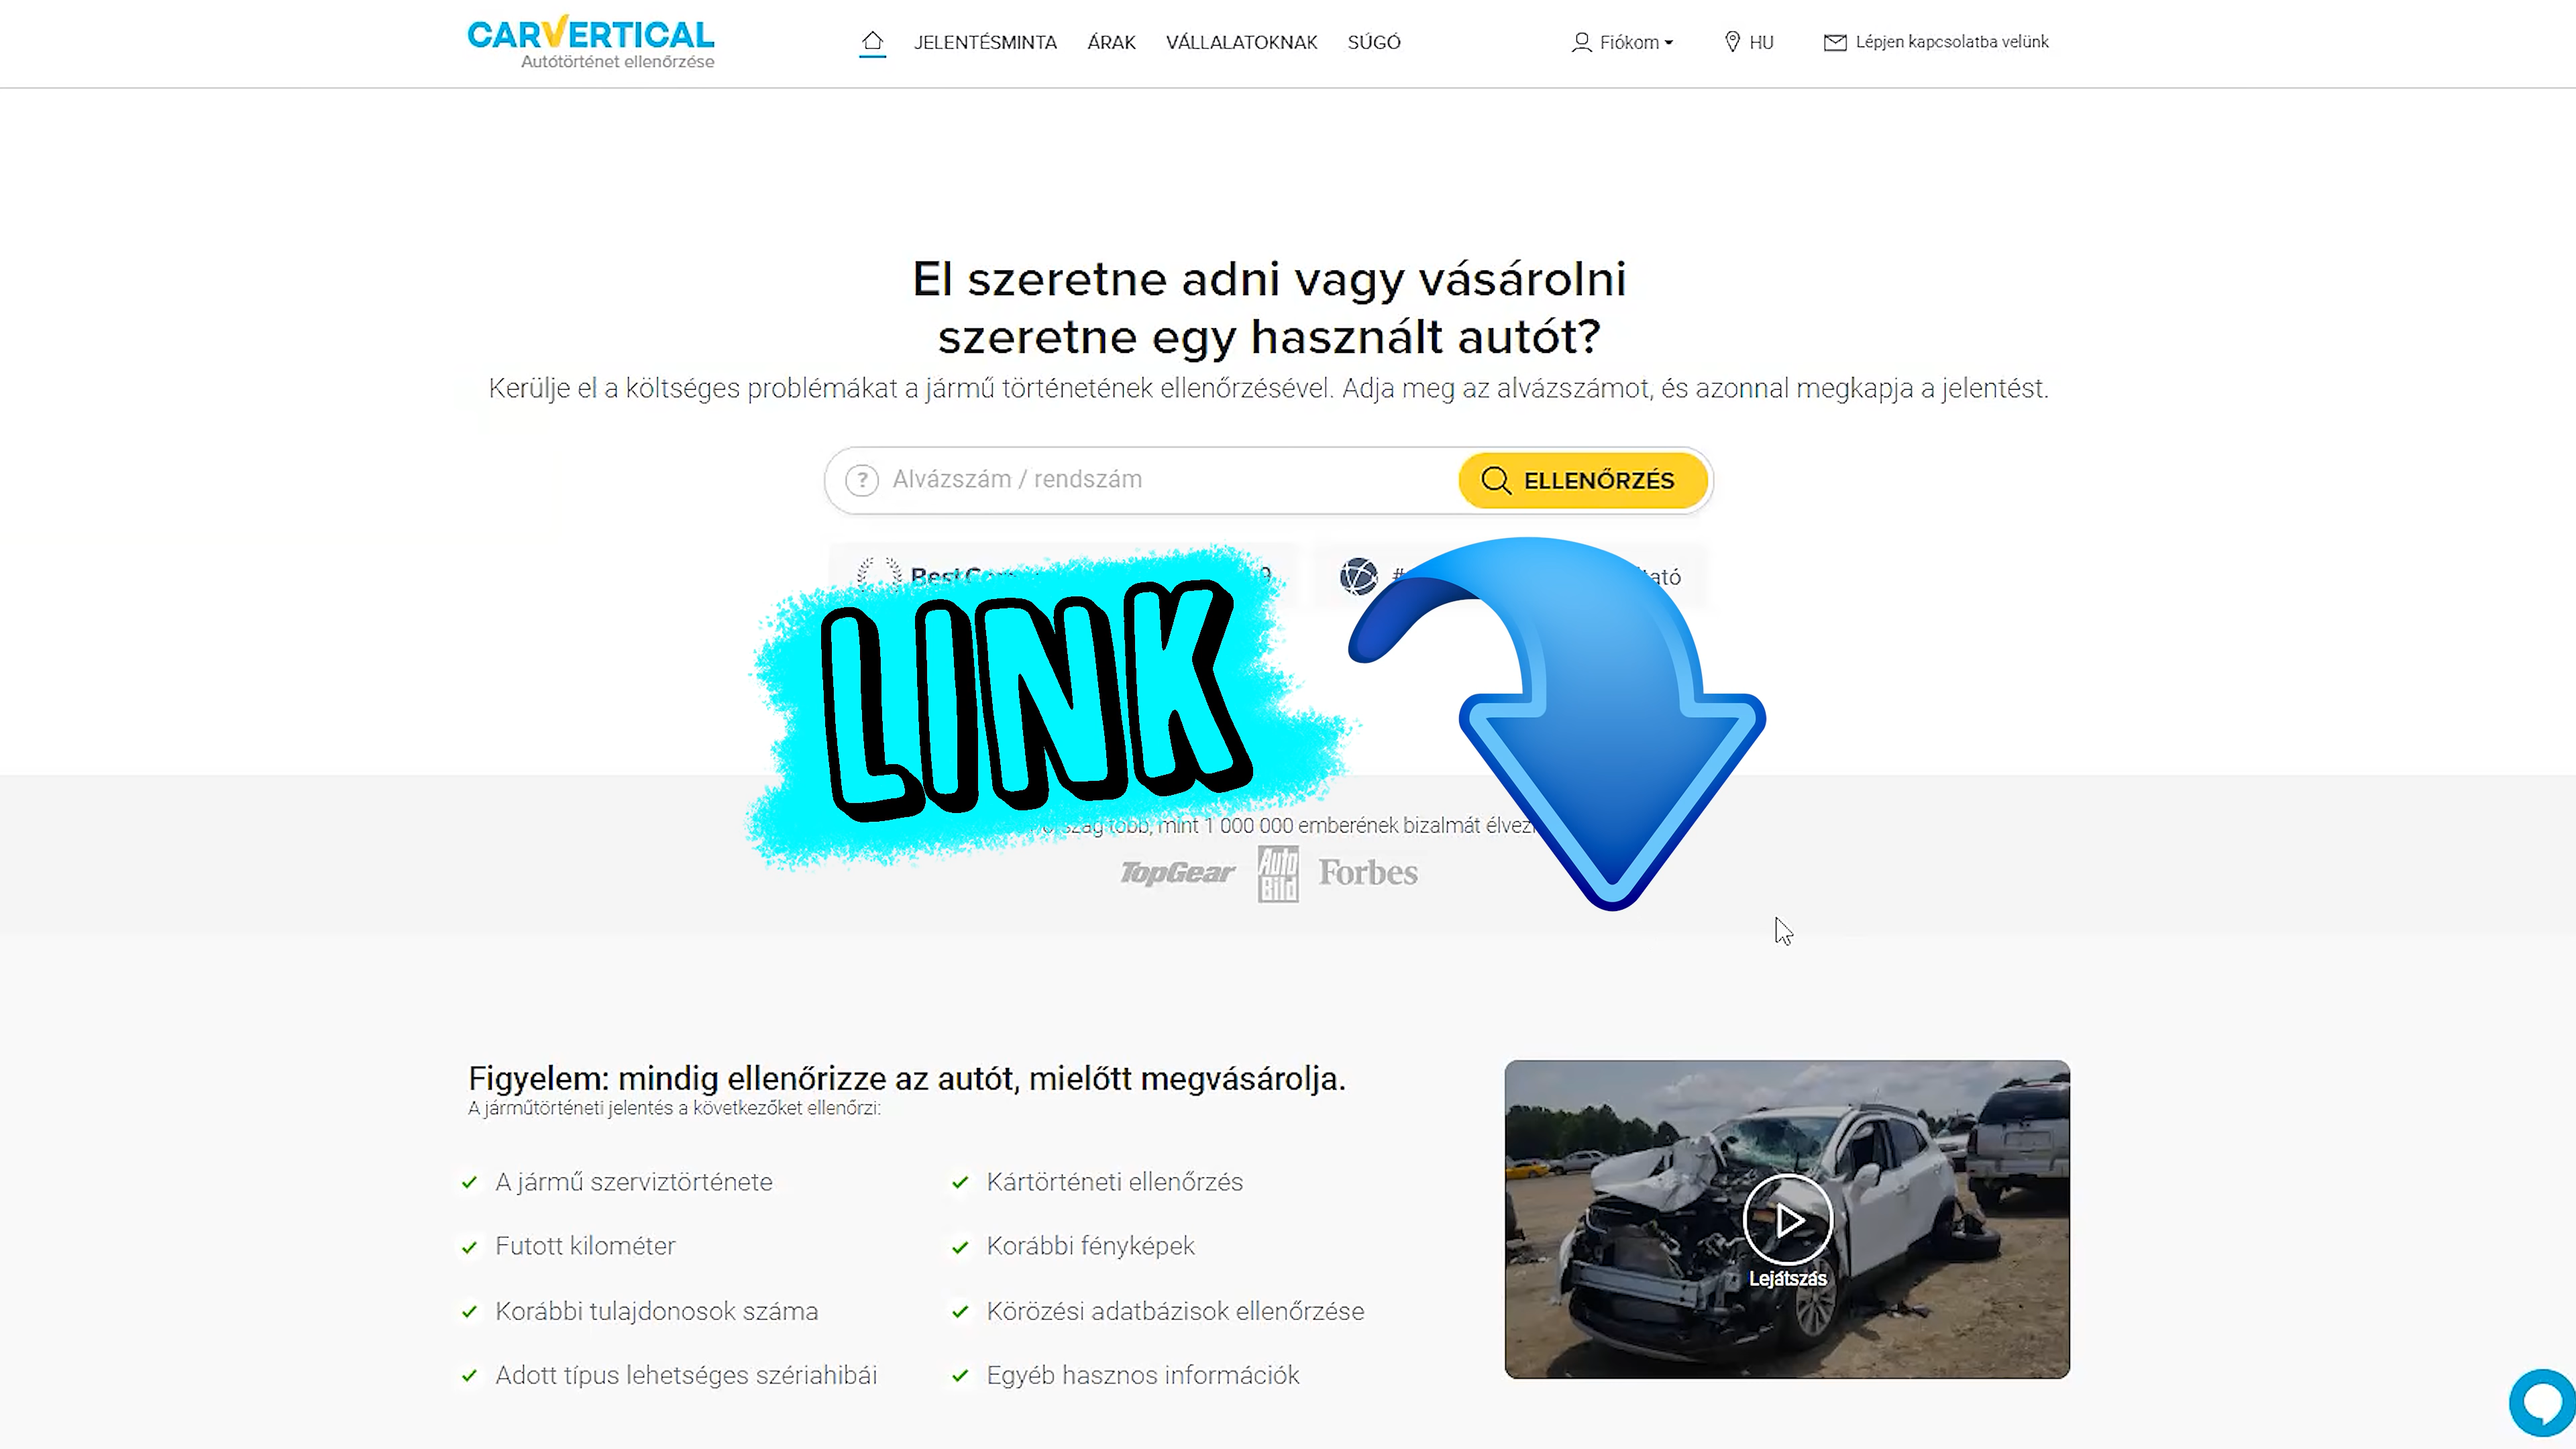 CARVERTICAL
Autótörténet ellenőrzése
JELENTÉSMINTA ÁRAK VÁLLALATOKNAK SÚGÓ
Fiókom HU Lépjen kapcsolatba velünk
El szeretne adni vagy vásárolni
szeretne egy használt autót?
Kerülje el a költséges problémákat a jármű történetének ellenőrzésével. Adja meg az alvázszámot, és azonnal megkapja a jelentést.
? Alvázszám / rendszám ELLENŐRZÉS
LINK
mint 1 000 000 emberének bizalmát
TopGear Auto Bild Forbes
Figyelem: mindig ellenőrizze az autót, mielőtt megvásárolja.
A járműtörténeti jelentés a következőket ellenőrzi:
A jármű szerviztörténete
Futott kilométer
Korábbi tulajdonosok száma
Adott típus lehetséges szériahibái
Kártörténeti ellenőrzés
Korábbi fényképek
Körözési adatbázisok ellenőrzése
Egyéb hasznos információk
Lejátszás